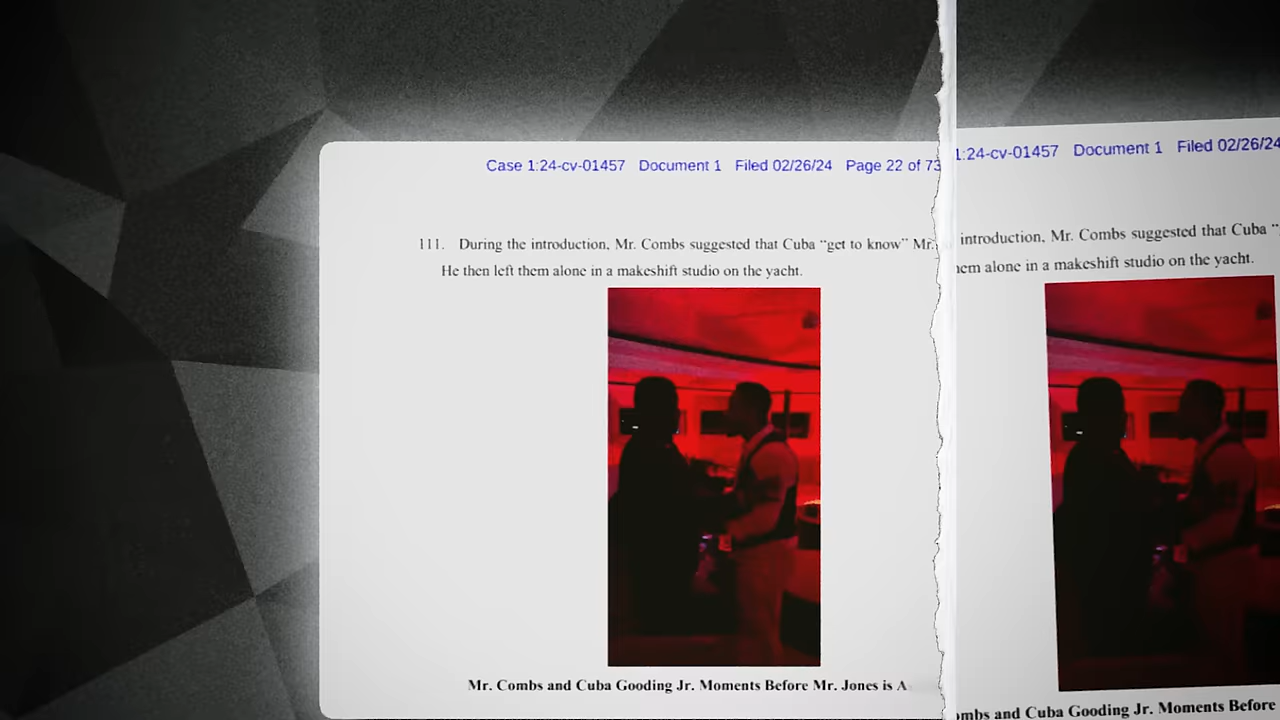 Case 1:24-cv-01457 Document 1 Filed 02/26/24 Page 22 of 73
111. During the introduction, Mr. Combs suggested that Cuba “get to know” Mr.
He then left them alone in a makeshift studio on the yacht.
Mr. Combs and Cuba Gooding Jr. Moments Before Mr. Jones is A
1:24-cv-01457 Document 1 Filed 02/26/24
introduction, Mr. Combs suggested that Cuba “
alone in a makeshift studio on the yacht.
and Cuba Gooding Jr. Moments Before